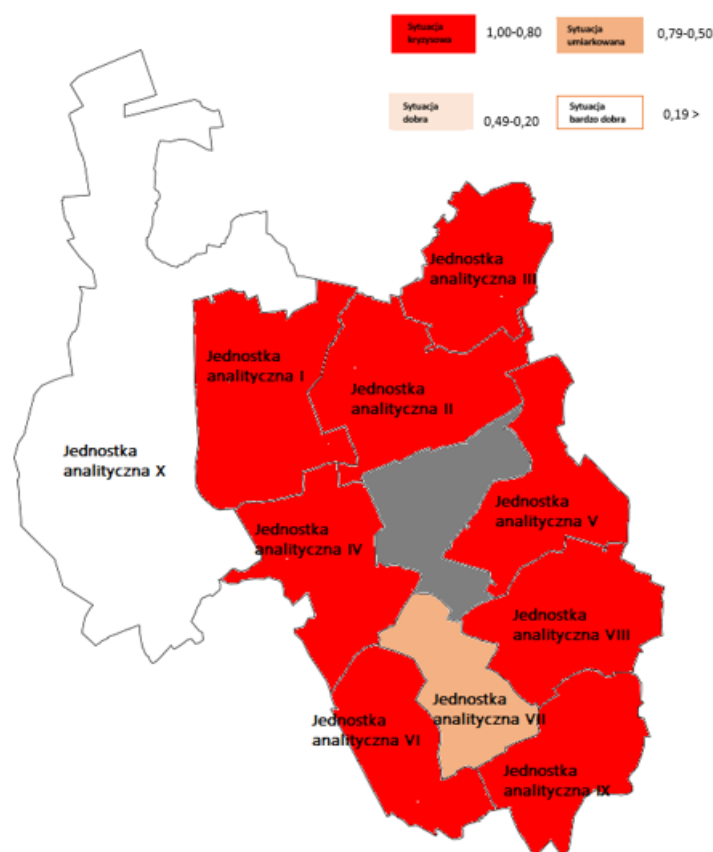 Sytuacja
kryzysowa
1,00-0,80
Sytuacja
umiarkowana
0,79-0,50
Sytuacja
dobra
0,49-0,20
Sytuacja
bardzo dobra
0,19 >
Jednostka
analityczna III
Jednostka
analityczna I
Jednostka
analityczna II
Jednostka
analityczna X
Jednostka
analityczna V
Jednostka
analityczna IV
Jednostka
analityczna VIII
Jednostka
analityczna VII
Jednostka
analityczna VI
Jednostka
analityczna IX